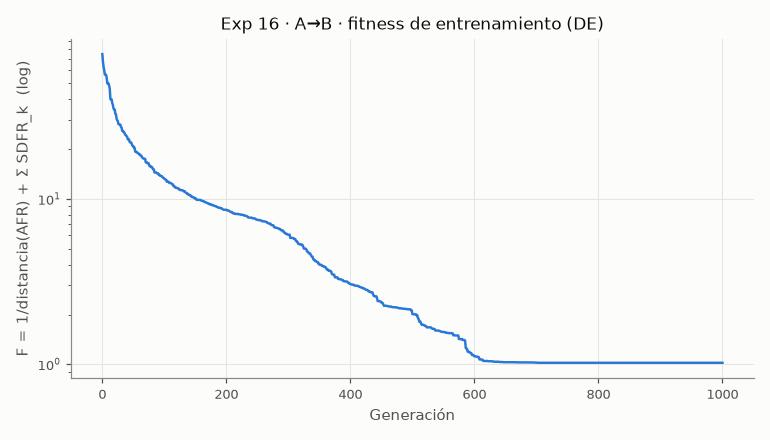 Exp 16 · A→B · fitness de entrenamiento (DE)
F = 1/distancia(AFR) + Σ SDFR_k (log)
10¹
10⁰
0 200 400 600 800 1000
Generación